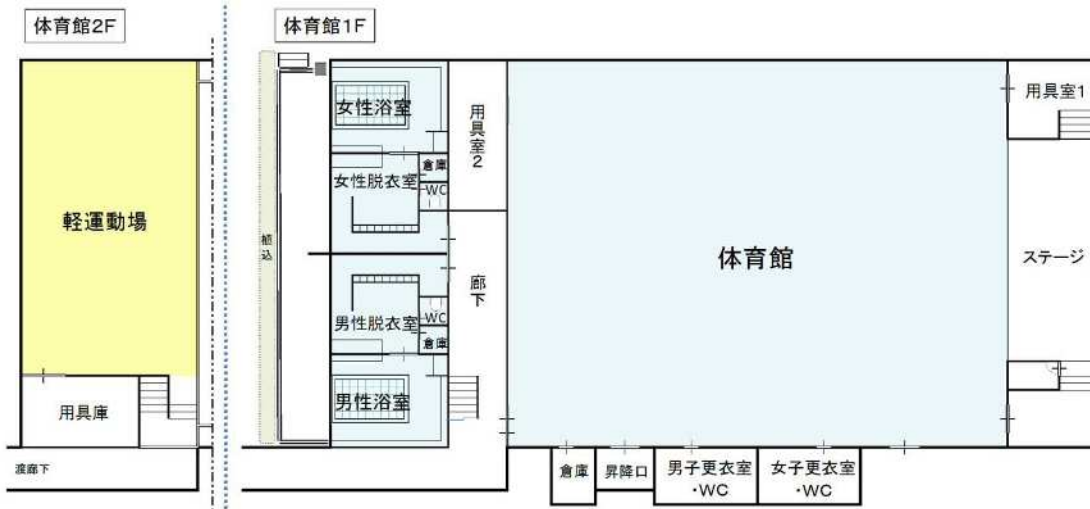 体育館2F
体育館1F
軽運動場
用具庫
渡廊下
植込
女性浴室
女性脱衣室
倉庫
WC
用具室2
廊下
男性脱衣室
WC
倉庫
男性浴室
体育館
用具室1
ステージ
倉庫
昇降口
男子更衣室
・WC
女子更衣室
・WC